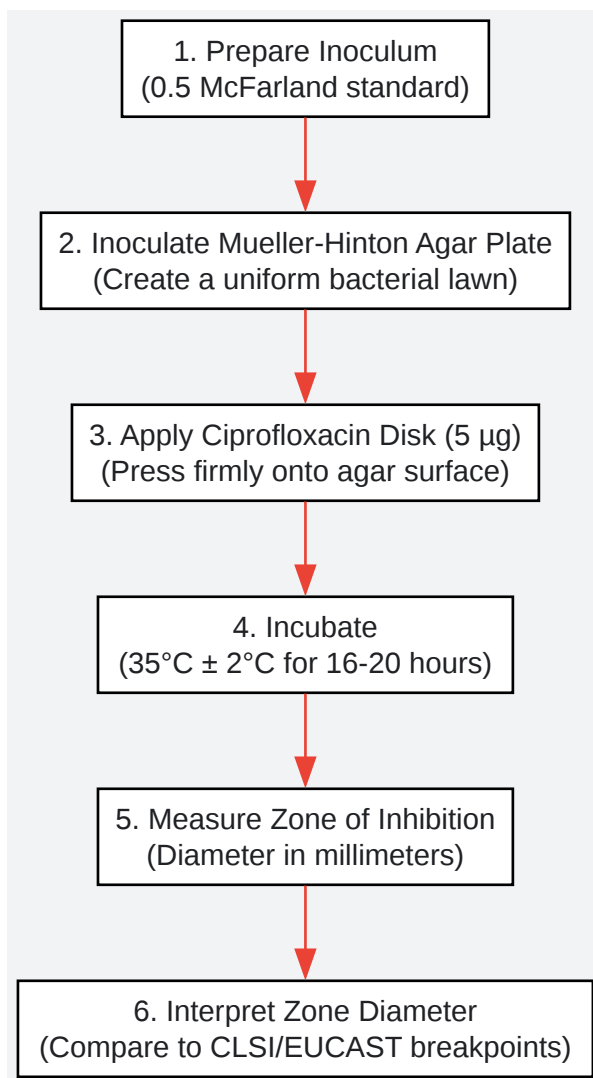 1. Prepare Inoculum
(0.5 McFarland standard)
2. Inoculate Mueller-Hinton Agar Plate
(Create a uniform bacterial lawn)
3. Apply Ciprofloxacin Disk (5 µg)
(Press firmly onto agar surface)
4. Incubate
(35°C ± 2°C for 16-20 hours)
5. Measure Zone of Inhibition
(Diameter in millimeters)
6. Interpret Zone Diameter
(Compare to CLSI/EUCAST breakpoints)